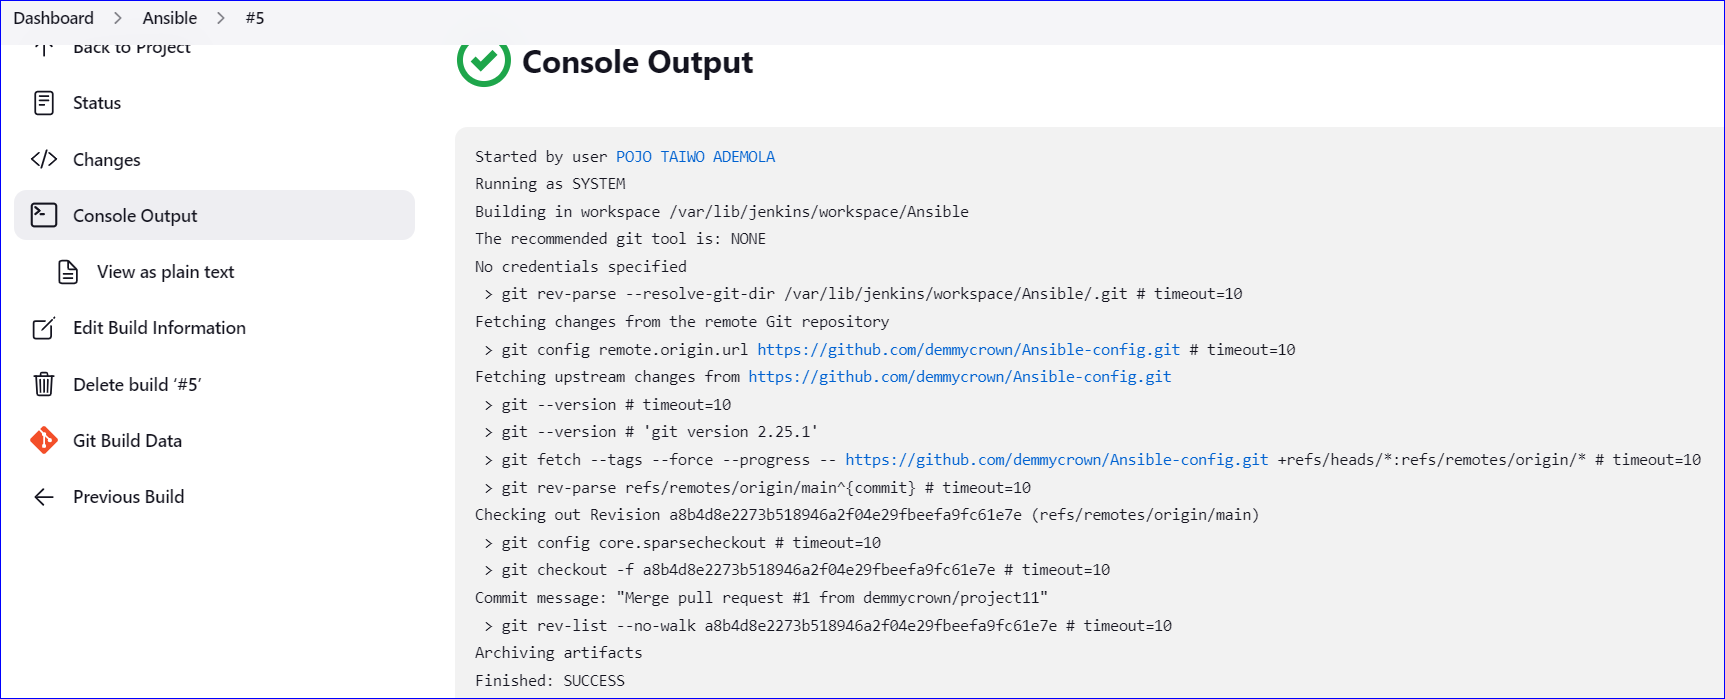 Dashboard > Ansible > #5
Back to Project
Status
Changes
Console Output
View as plain text
Edit Build Information
Delete build ‘#5’
Git Build Data
Previous Build
Console Output
Started by user POJO TAIWO ADEMOLA
Running as SYSTEM
Building in workspace /var/lib/jenkins/workspace/Ansible
The recommended git tool is: NONE
No credentials specified
 > git rev-parse --resolve-git-dir /var/lib/jenkins/workspace/Ansible/.git # timeout=10
Fetching changes from the remote Git repository
 > git config remote.origin.url https://github.com/demmycrown/Ansible-config.git # timeout=10
Fetching upstream changes from https://github.com/demmycrown/Ansible-config.git
 > git --version # timeout=10
 > git --version # 'git version 2.25.1'
 > git fetch --tags --force --progress -- https://github.com/demmycrown/Ansible-config.git +refs/heads/*:refs/remotes/origin/* # timeout=10
 > git rev-parse refs/remotes/origin/main^{commit} # timeout=10
Checking out Revision a8b4d8e2273b518946a2f04e29fbeefa9fc61e7e (refs/remotes/origin/main)
 > git config core.sparsecheckout # timeout=10
 > git checkout -f a8b4d8e2273b518946a2f04e29fbeefa9fc61e7e # timeout=10
Commit message: "Merge pull request #1 from demmycrown/project11"
 > git rev-list --no-walk a8b4d8e2273b518946a2f04e29fbeefa9fc61e7e # timeout=10
Archiving artifacts
Finished: SUCCESS